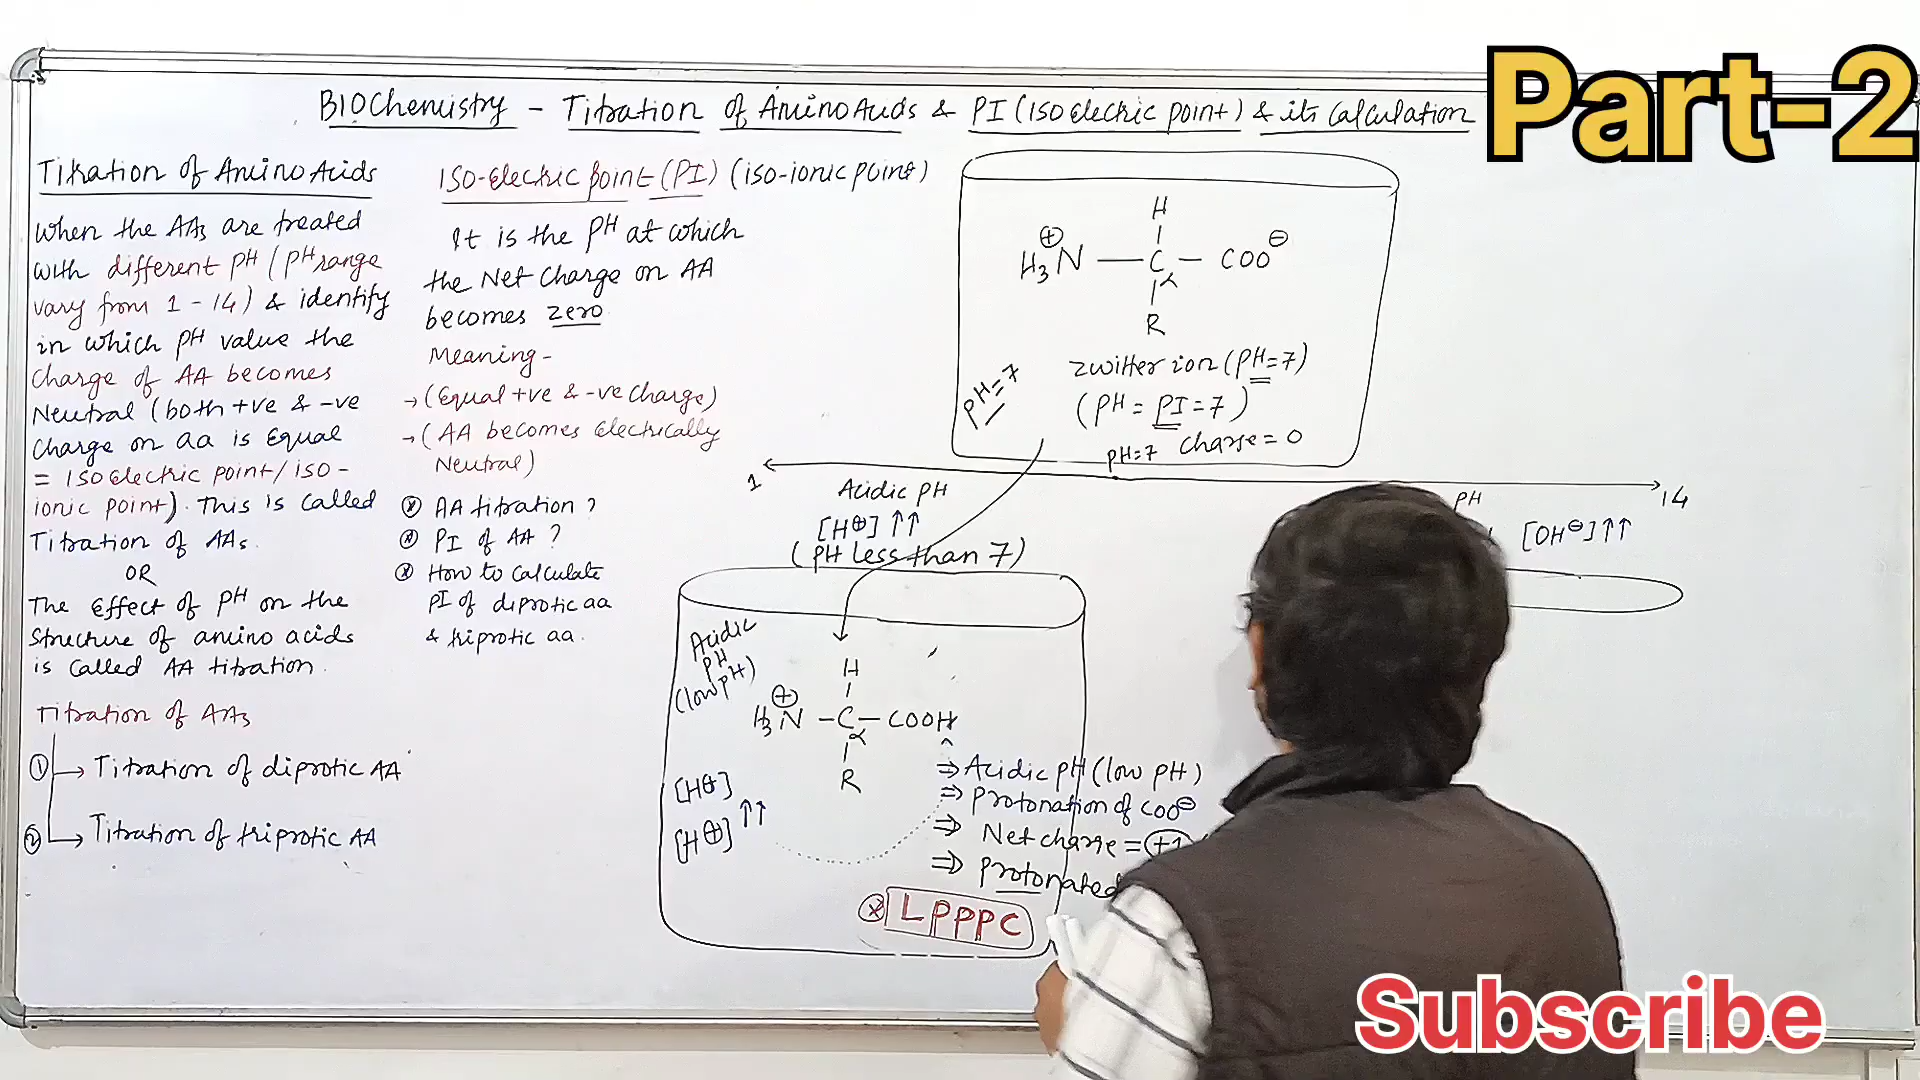 Part-2
BIOChemistry - Titration of Amino Acids & PI (isoelectric point) & its calculation
Titration of Amino Acids
When the AAs are treated
with different PH (PH range
vary from 1 - 14) & identify
in which PH value the
Charge of AA becomes
Neutral (both +ve & -ve
Charge on aa is Equal
= isoelectric point/iso-
ionic point). This is called
Titration of AAs.
OR
The Effect of PH on the
Structure of amino acids
is called AA titration.
Titration of AAs
① → Titration of diprotic AA
② → Titration of triprotic AA
ISO-Electric point (PI) (iso-ionic point)
It is the PH at which
the Net Charge on AA
becomes zero
Meaning-
→ (Equal +ve & -ve Charge)
→ (AA becomes Electrically
Neutral)
AA titration?
PI of AA?
How to calculate
PI of diprotic aa
& triprotic aa.
H
H₃N⊕ — C — COO⊖
α
R
Zwitter ion (PH=7)
PH=7
(PH = PI = 7)
PH=7 Charge = 0
1
14
Acidic PH
[H⊕] ↑↑
(PH less than 7)
PH
[OH⊖] ↑↑
Acidic
PH
(low PH)
H
H₃N⊕ — C — COOH
α
R
[H⊕]
[H⊕] ↑↑
⇒ Acidic PH (low PH)
⇒ Protonation of COO⊖
⇒ Net charge = +1
⇒ Protonated
LPPPC
Subscribe